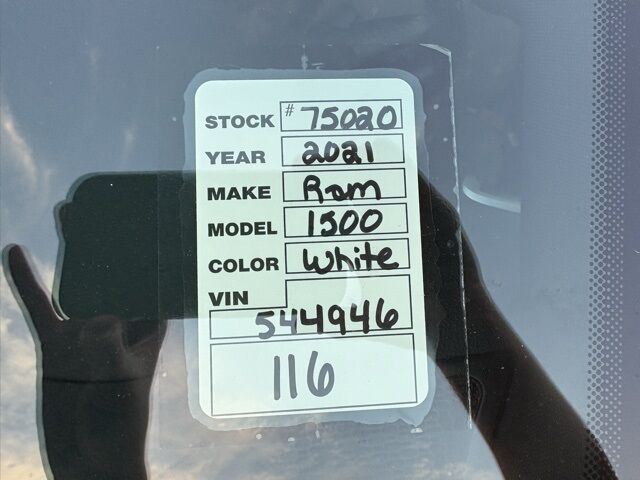 STOCK # 75020
YEAR 2021
MAKE Ram
MODEL 1500
COLOR White
VIN
544946
116